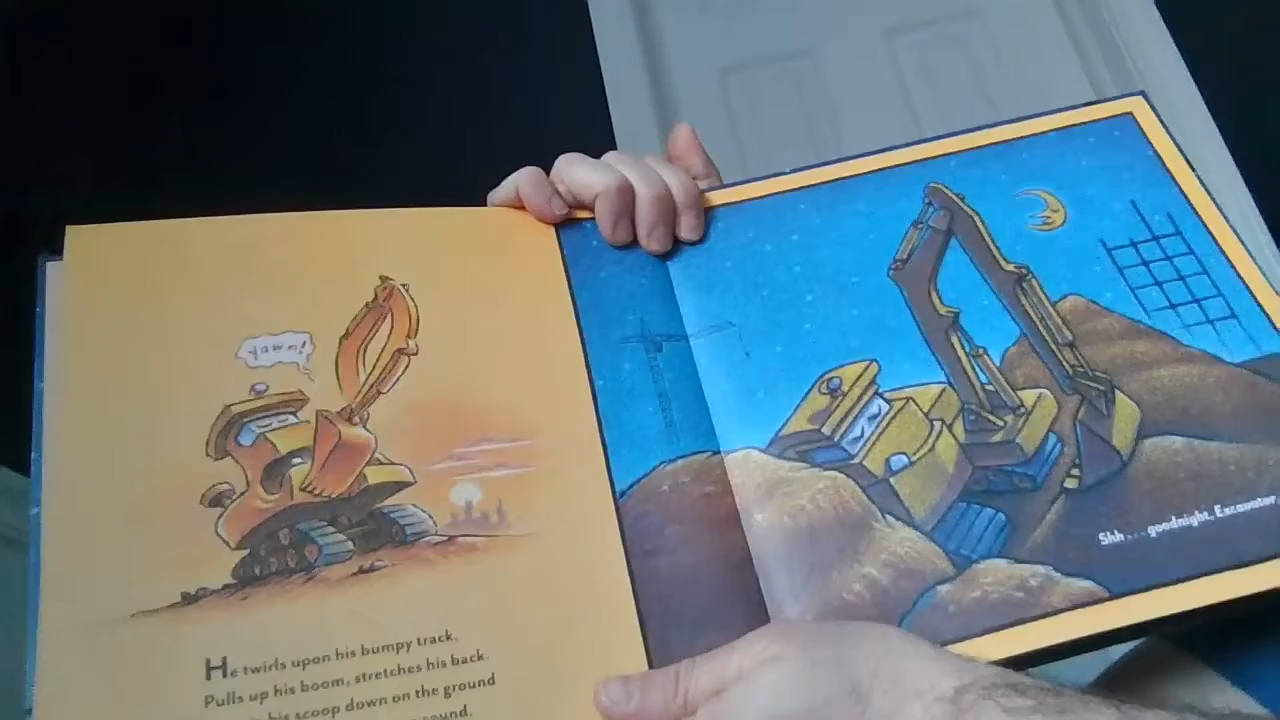 yawn!
He twirls upon his bumpy track,
Pulls up his boom, stretches his back.
his scoop down on the ground
round.
Shh . . . goodnight, Excavator